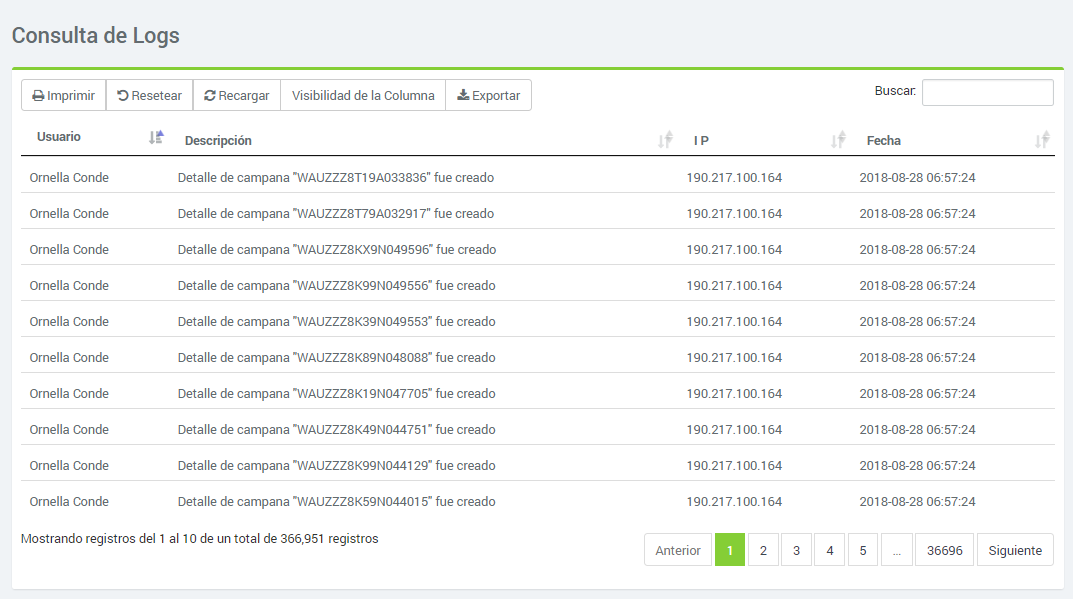 Consulta de Logs
Imprimir Resetear Recargar Visibilidad de la Columna Exportar Buscar:
Usuario Descripción I P Fecha
Ornella Conde Detalle de campana "WAUZZZ8T19A033836" fue creado 190.217.100.164 2018-08-28 06:57:24
Ornella Conde Detalle de campana "WAUZZZ8T79A032917" fue creado 190.217.100.164 2018-08-28 06:57:24
Ornella Conde Detalle de campana "WAUZZZ8KX9N049596" fue creado 190.217.100.164 2018-08-28 06:57:24
Ornella Conde Detalle de campana "WAUZZZ8K99N049556" fue creado 190.217.100.164 2018-08-28 06:57:24
Ornella Conde Detalle de campana "WAUZZZ8K39N049553" fue creado 190.217.100.164 2018-08-28 06:57:24
Ornella Conde Detalle de campana "WAUZZZ8K89N048088" fue creado 190.217.100.164 2018-08-28 06:57:24
Ornella Conde Detalle de campana "WAUZZZ8K19N047705" fue creado 190.217.100.164 2018-08-28 06:57:24
Ornella Conde Detalle de campana "WAUZZZ8K49N044751" fue creado 190.217.100.164 2018-08-28 06:57:24
Ornella Conde Detalle de campana "WAUZZZ8K99N044129" fue creado 190.217.100.164 2018-08-28 06:57:24
Ornella Conde Detalle de campana "WAUZZZ8K59N044015" fue creado 190.217.100.164 2018-08-28 06:57:24
Mostrando registros del 1 al 10 de un total de 366,951 registros
Anterior 1 2 3 4 5 ... 36696 Siguiente